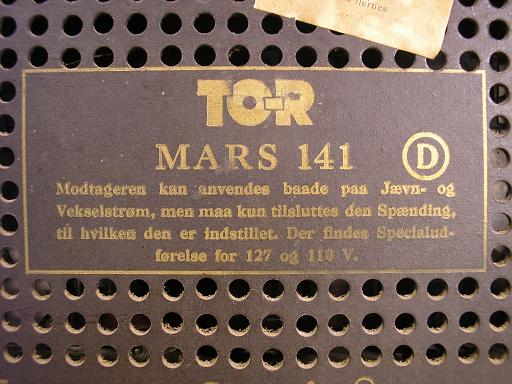 fjernes
TO-R
MARS 141 D
Modtageren kan anvendes baade paa Jævn- og
Vekselstrøm, men maa kun tilsluttes den Spænding,
til hvilken den er indstillet. Der findes Specialud-
førelse for 127 og 110 V.